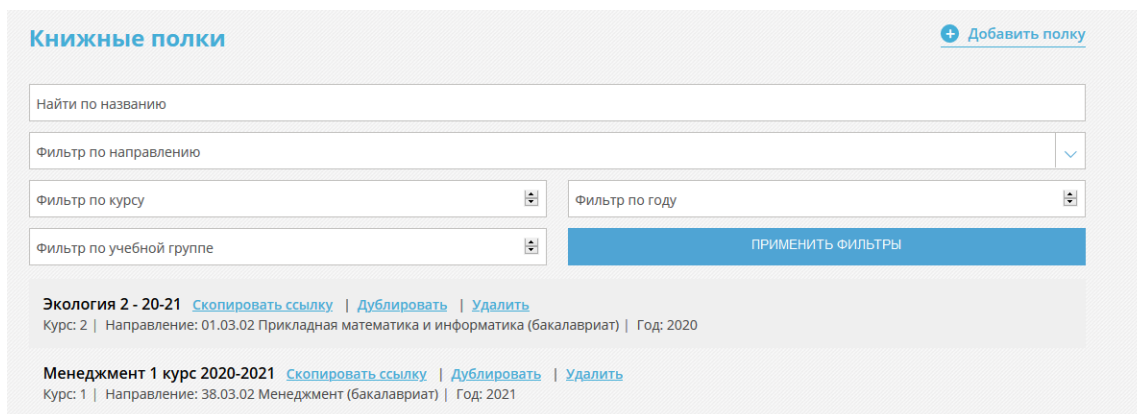 Книжные полки
Добавить полку
Найти по названию
Фильтр по направлению
Фильтр по курсу
Фильтр по году
Фильтр по учебной группе
ПРИМЕНИТЬ ФИЛЬТРЫ
Экология 2 - 20-21 Скопировать ссылку | Дублировать | Удалить
Курс: 2 | Направление: 01.03.02 Прикладная математика и информатика (бакалавриат) | Год: 2020
Менеджмент 1 курс 2020-2021 Скопировать ссылку | Дублировать | Удалить
Курс: 1 | Направление: 38.03.02 Менеджмент (бакалавриат) | Год: 2021